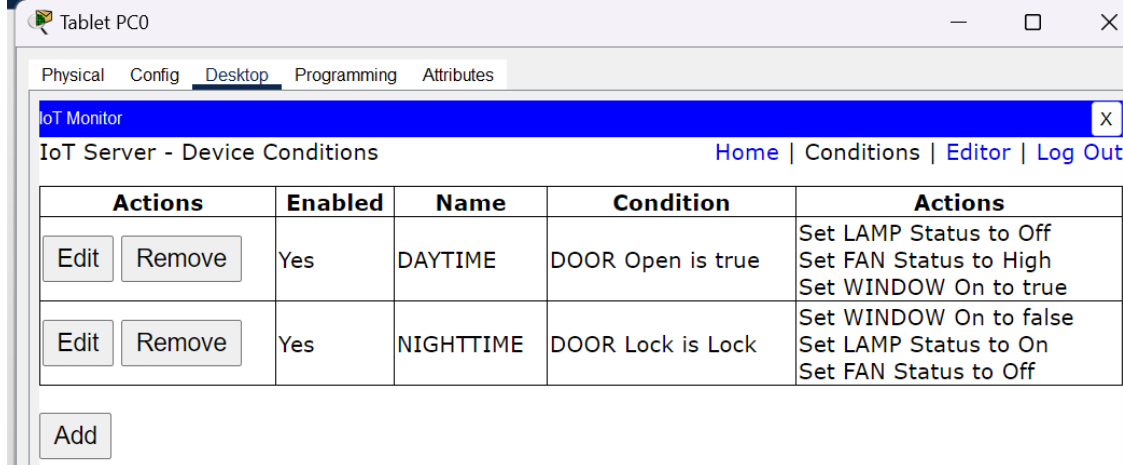 Tablet PC0
X
Physical Config Desktop Programming Attributes
IoT Monitor
X
IoT Server - Device Conditions
Home | Conditions | Editor | Log Out
Actions Enabled Name Condition Actions
Edit Remove Yes DAYTIME DOOR Open is true
Set LAMP Status to Off
Set FAN Status to High
Set WINDOW On to true
Edit Remove Yes NIGHTTIME DOOR Lock is Lock
Set WINDOW On to false
Set LAMP Status to On
Set FAN Status to Off
Add